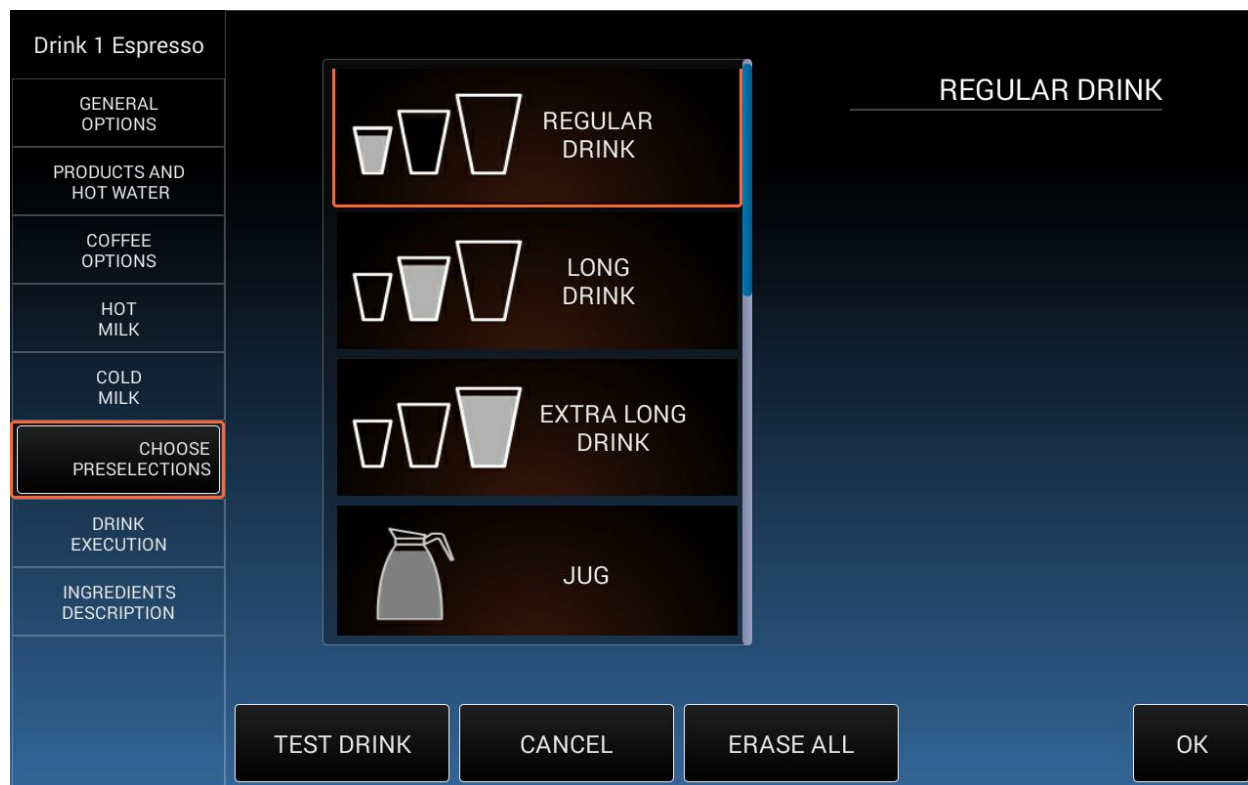 Drink 1 Espresso
GENERAL
OPTIONS
PRODUCTS AND
HOT WATER
COFFEE
OPTIONS
HOT
MILK
COLD
MILK
CHOOSE
PRESELECTIONS
DRINK
EXECUTION
INGREDIENTS
DESCRIPTION
REGULAR
DRINK
LONG
DRINK
EXTRA LONG
DRINK
JUG
REGULAR DRINK
TEST DRINK
CANCEL
ERASE ALL
OK